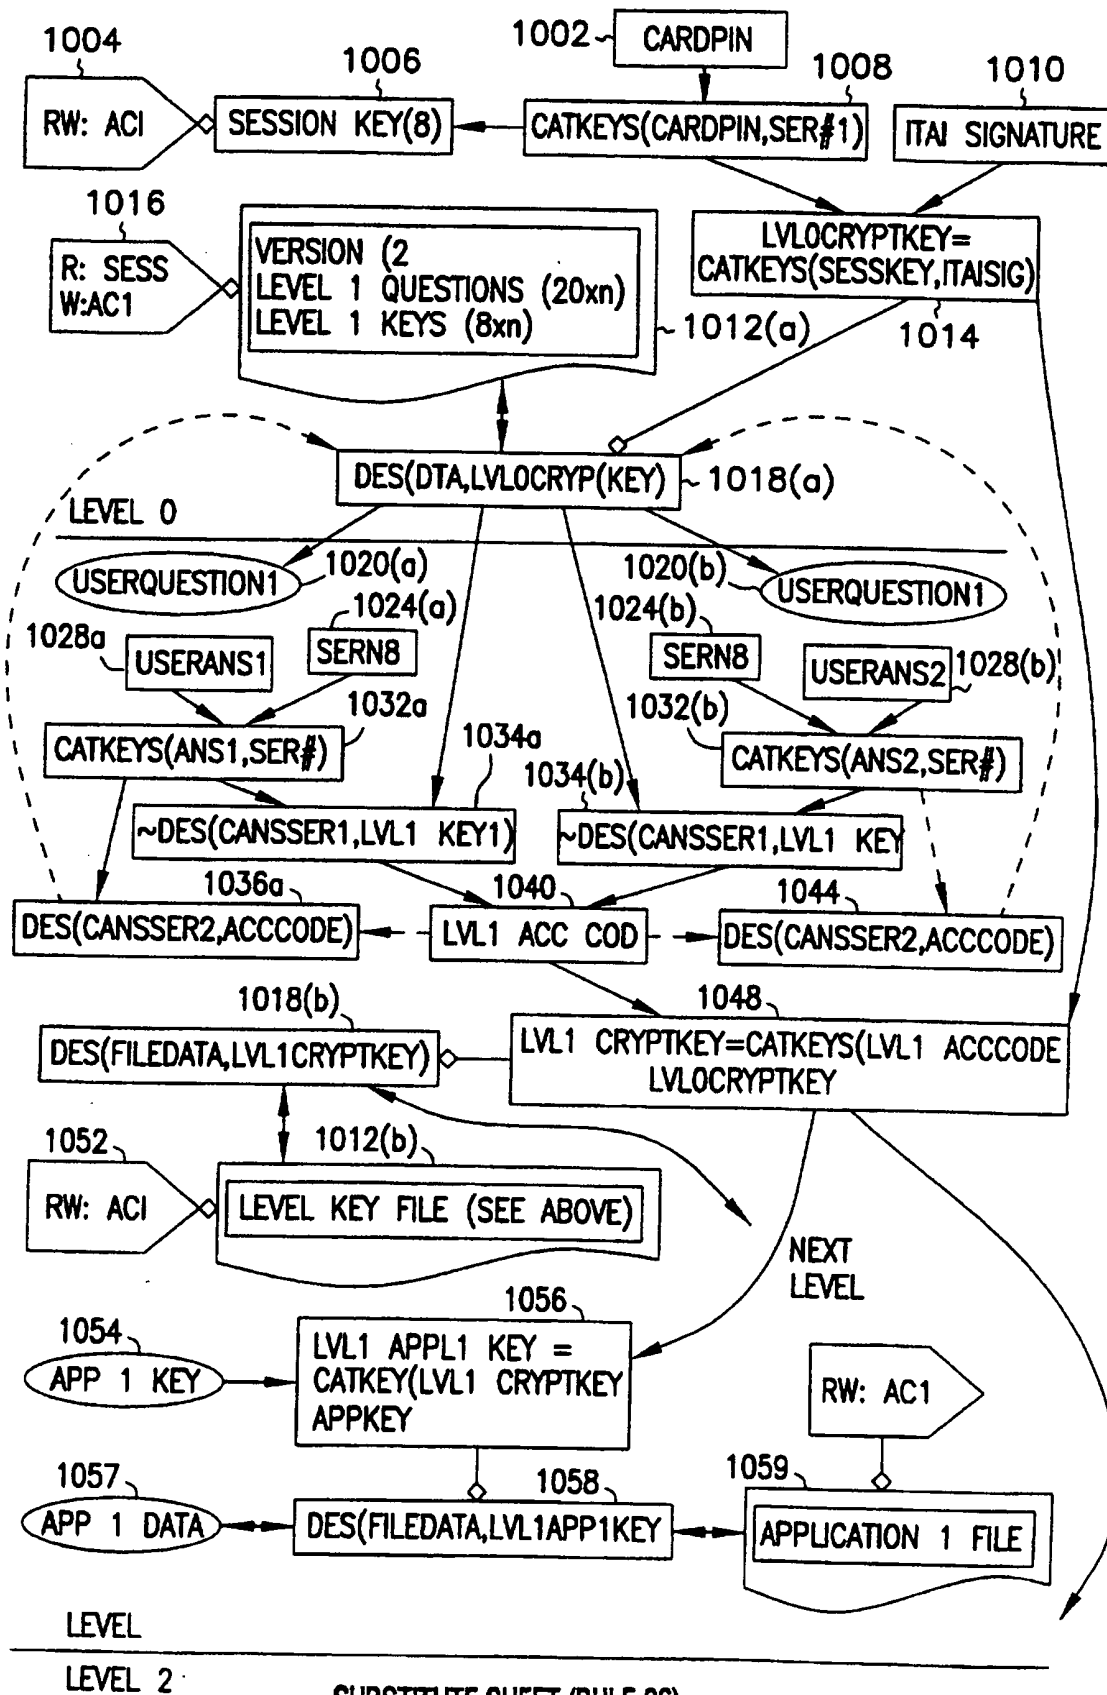 1004
1002
CARDPIN
1006
1008
1010
RW: ACI
SESSION KEY(8)
CATKEYS(CARDPIN,SER#1)
ITAI SIGNATURE
1016
R: SESS
W:AC1
VERSION (2
LEVEL 1 QUESTIONS (20xn)
LEVEL 1 KEYS (8xn)
1012(a)
LVLOCRYPTKEY=
CATKEYS(SESSKEY,ITAISIG)
1014
DES(DTA,LVLOCRYP(KEY)
1018(a)
LEVEL 0
USERQUESTION1
1020(a)
1020(b)
USERQUESTION1
1024(a)
1024(b)
1028a
USERANS1
SERN8
SERN8
USERANS2
1028(b)
1032a
1032(b)
CATKEYS(ANS1,SER#)
1034a
1034(b)
CATKEYS(ANS2,SER#)
~DES(CANSSER1,LVL1 KEY1)
~DES(CANSSER1,LVL1 KEY
1036a
1040
1044
DES(CANSSER2,ACCCODE)
LVL1 ACC COD
DES(CANSSER2,ACCCODE)
1018(b)
1048
DES(FILEDATA,LVL1CRYPTKEY)
LVL1 CRYPTKEY=CATKEYS(LVL1 ACCCODE
LVLOCRYPTKEY
1052
1012(b)
RW: ACI
LEVEL KEY FILE (SEE ABOVE)
NEXT
LEVEL
1056
1054
APP 1 KEY
LVL1 APPL1 KEY =
CATKEY(LVL1 CRYPTKEY
APPKEY
RW: AC1
1057
1058
1059
APP 1 DATA
DES(FILEDATA,LVL1APP1KEY
APPLICATION 1 FILE
LEVEL
LEVEL 2
SUBSTITUTE SHEET (RULE 26)